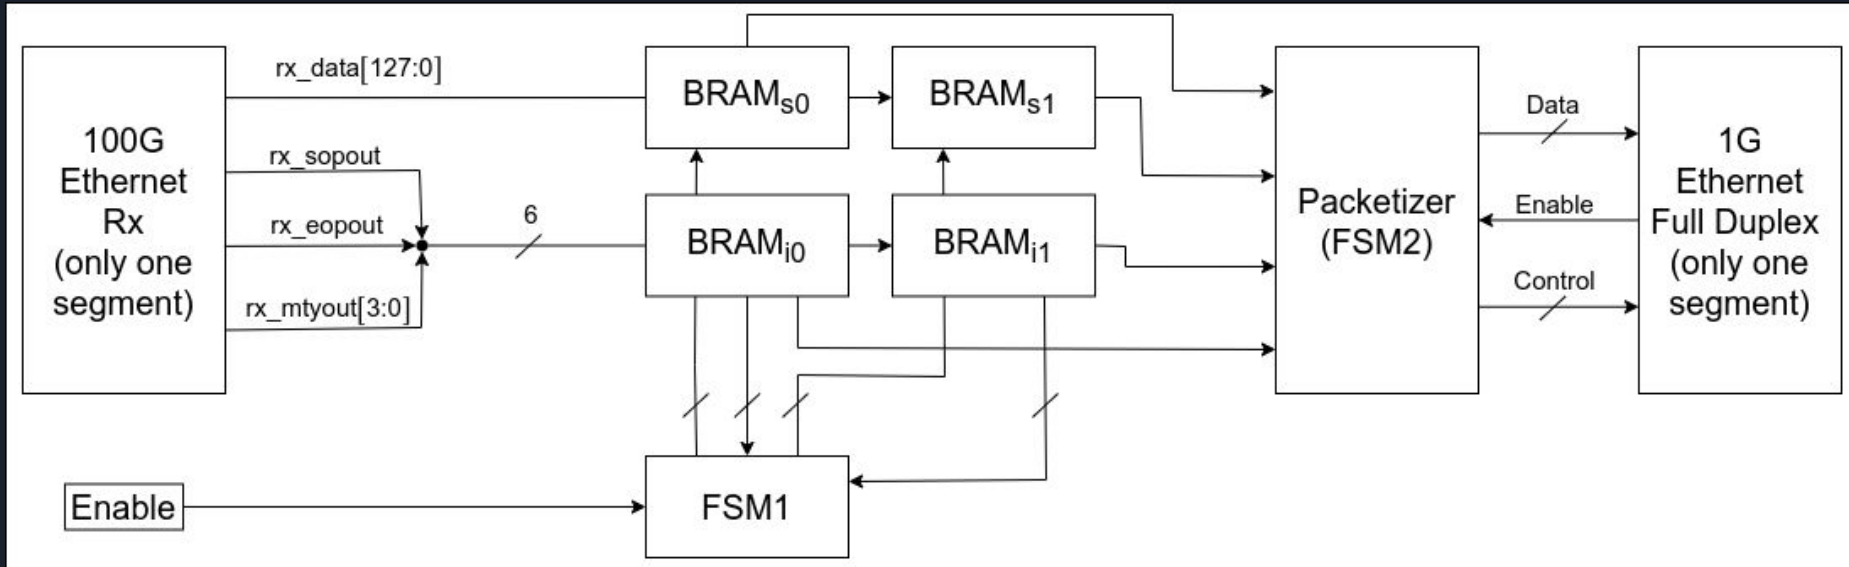 100G
Ethernet
Rx
(only one
segment)
rx_data[127:0]
rx_sopout
rx_eopout
rx_mtyout[3:0]
6
BRAMs0
BRAMs1
BRAMi0
BRAMi1
Packetizer
(FSM2)
Data
Enable
Control
1G
Ethernet
Full Duplex
(only one
segment)
Enable
FSM1